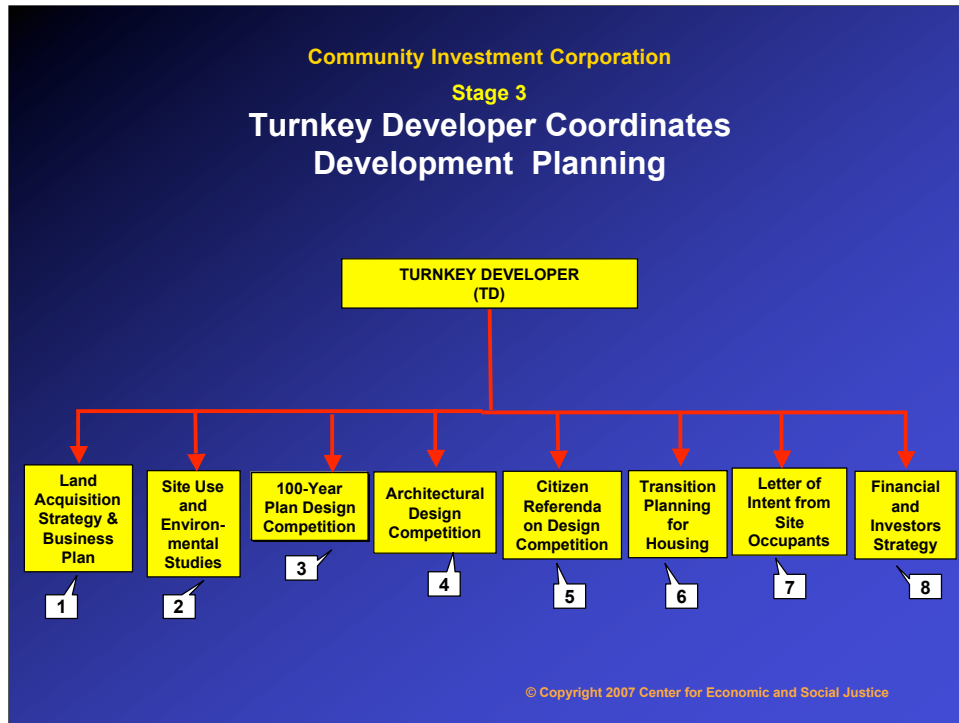 Community Investment Corporation
Stage 3
Turnkey Developer Coordinates
Development Planning
TURNKEY DEVELOPER
(TD)
Land
Acquisition
Strategy &
Business
Plan
1
Site Use
and
Environ-
mental
Studies
2
100-Year
Plan Design
Competition
3
Architectural
Design
Competition
4
Citizen
Referenda
on Design
Competition
5
Transition
Planning
for
Housing
6
Letter of
Intent from
Site
Occupants
7
Financial
and
Investors
Strategy
8
© Copyright 2007 Center for Economic and Social Justice